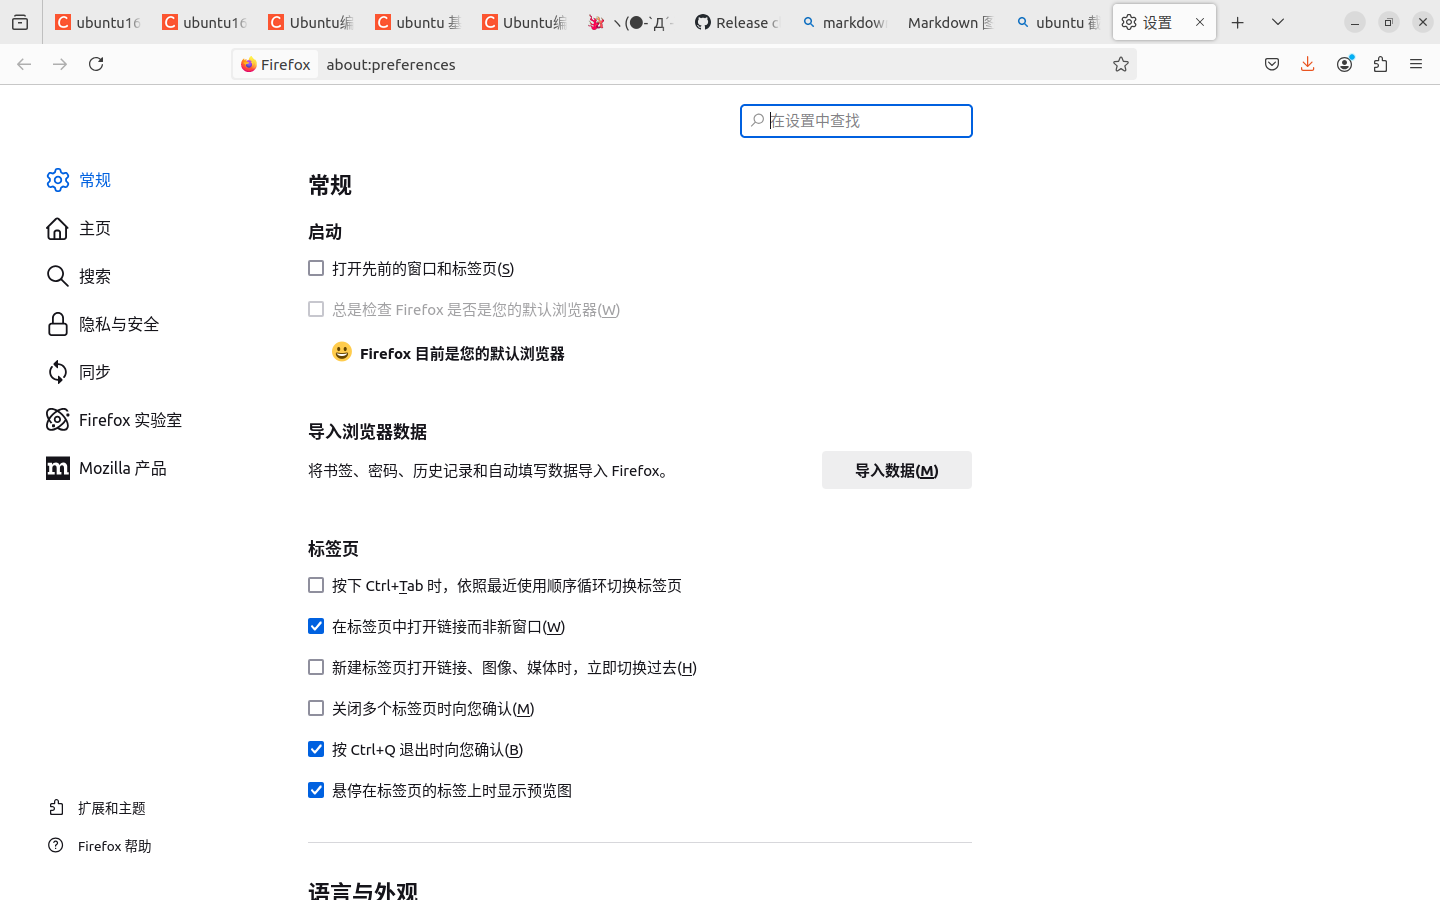 ubuntu16
ubuntu16
Ubuntu编
ubuntu 基
Ubuntu编
ヽ(●-`Д´-
Release
markdown
Markdown 图
ubuntu 截
设置
Firefox
about:preferences
在设置中查找
常规
主页
搜索
隐私与安全
同步
Firefox 实验室
Mozilla 产品
扩展和主题
Firefox 帮助
常规
启动
打开先前的窗口和标签页(S)
总是检查 Firefox 是否是您的默认浏览器(W)
Firefox 目前是您的默认浏览器
导入浏览器数据
将书签、密码、历史记录和自动填写数据导入 Firefox。
导入数据(M)
标签页
按下 Ctrl+Tab 时，依照最近使用顺序循环切换标签页
在标签页中打开链接而非新窗口(W)
新建标签页打开链接、图像、媒体时，立即切换过去(H)
关闭多个标签页时向您确认(M)
按 Ctrl+Q 退出时向您确认(B)
悬停在标签页的标签上时显示预览图
语言与外观